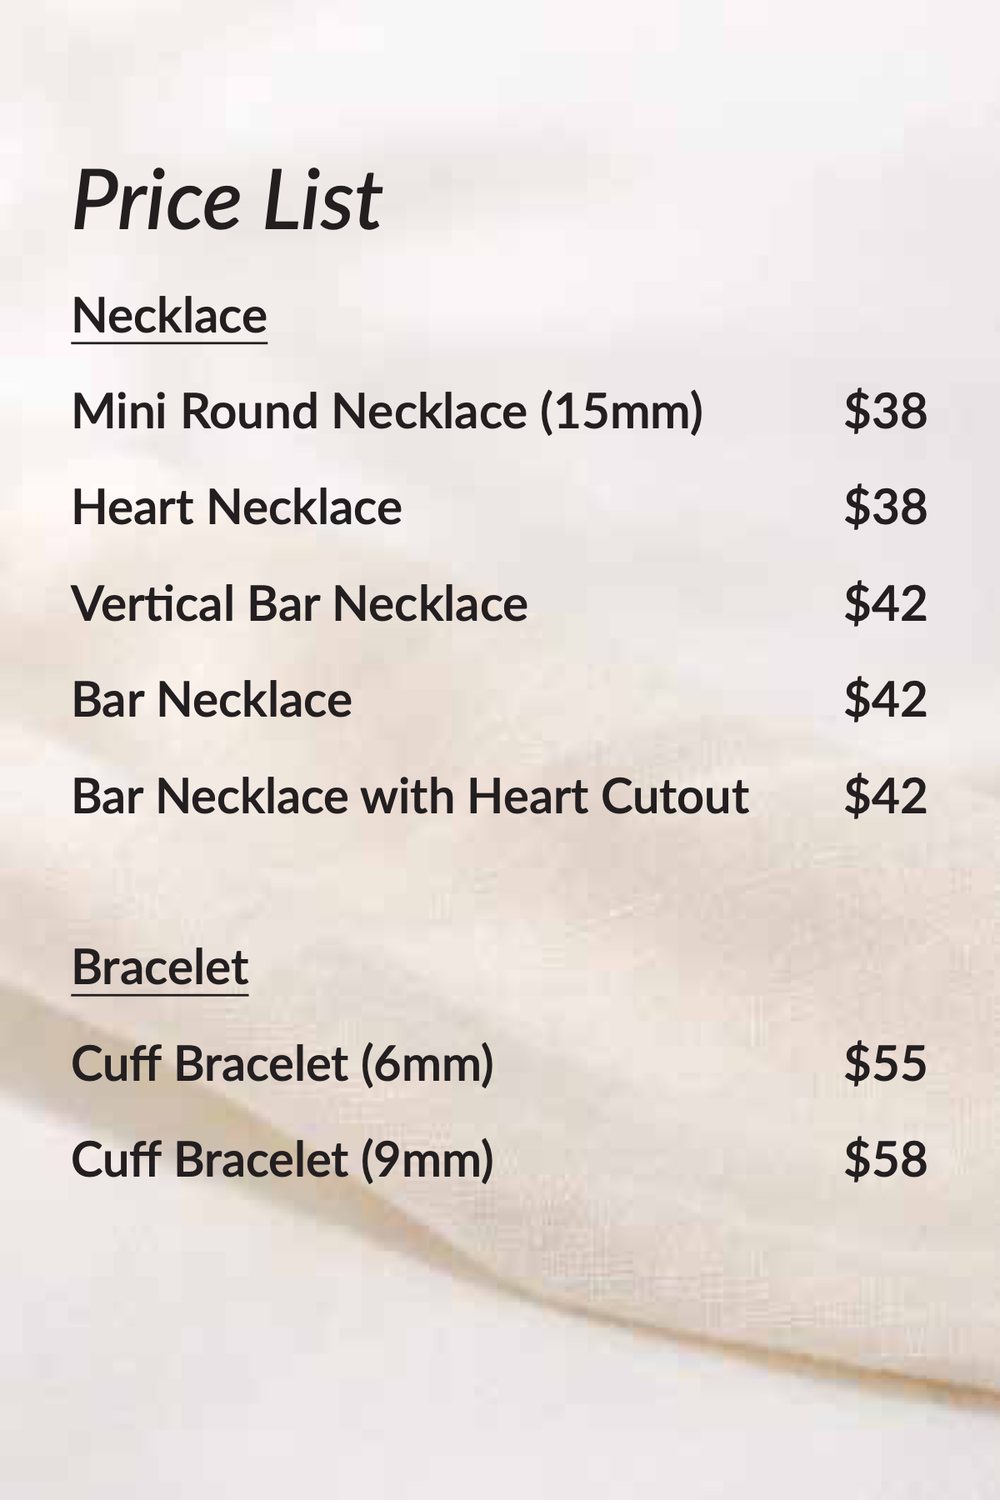 Price List
Necklace
Mini Round Necklace (15mm) $38
Heart Necklace $38
Vertical Bar Necklace $42
Bar Necklace $42
Bar Necklace with Heart Cutout $42
Bracelet
Cuff Bracelet (6mm) $55
Cuff Bracelet (9mm) $58